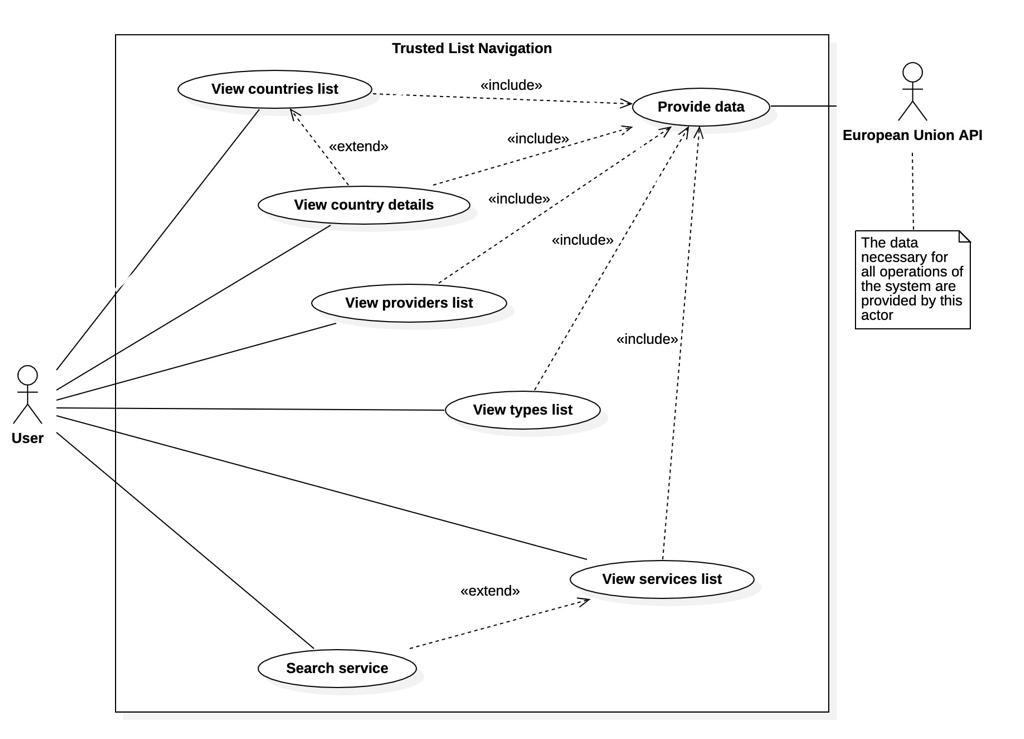 Trusted List Navigation
View countries list
«include»
Provide data
European Union API
«extend»
«include»
View country details
«include»
«include»
The data
necessary for
all operations of
the system are
provided by this
actor
View providers list
«include»
User
View types list
View services list
«extend»
Search service